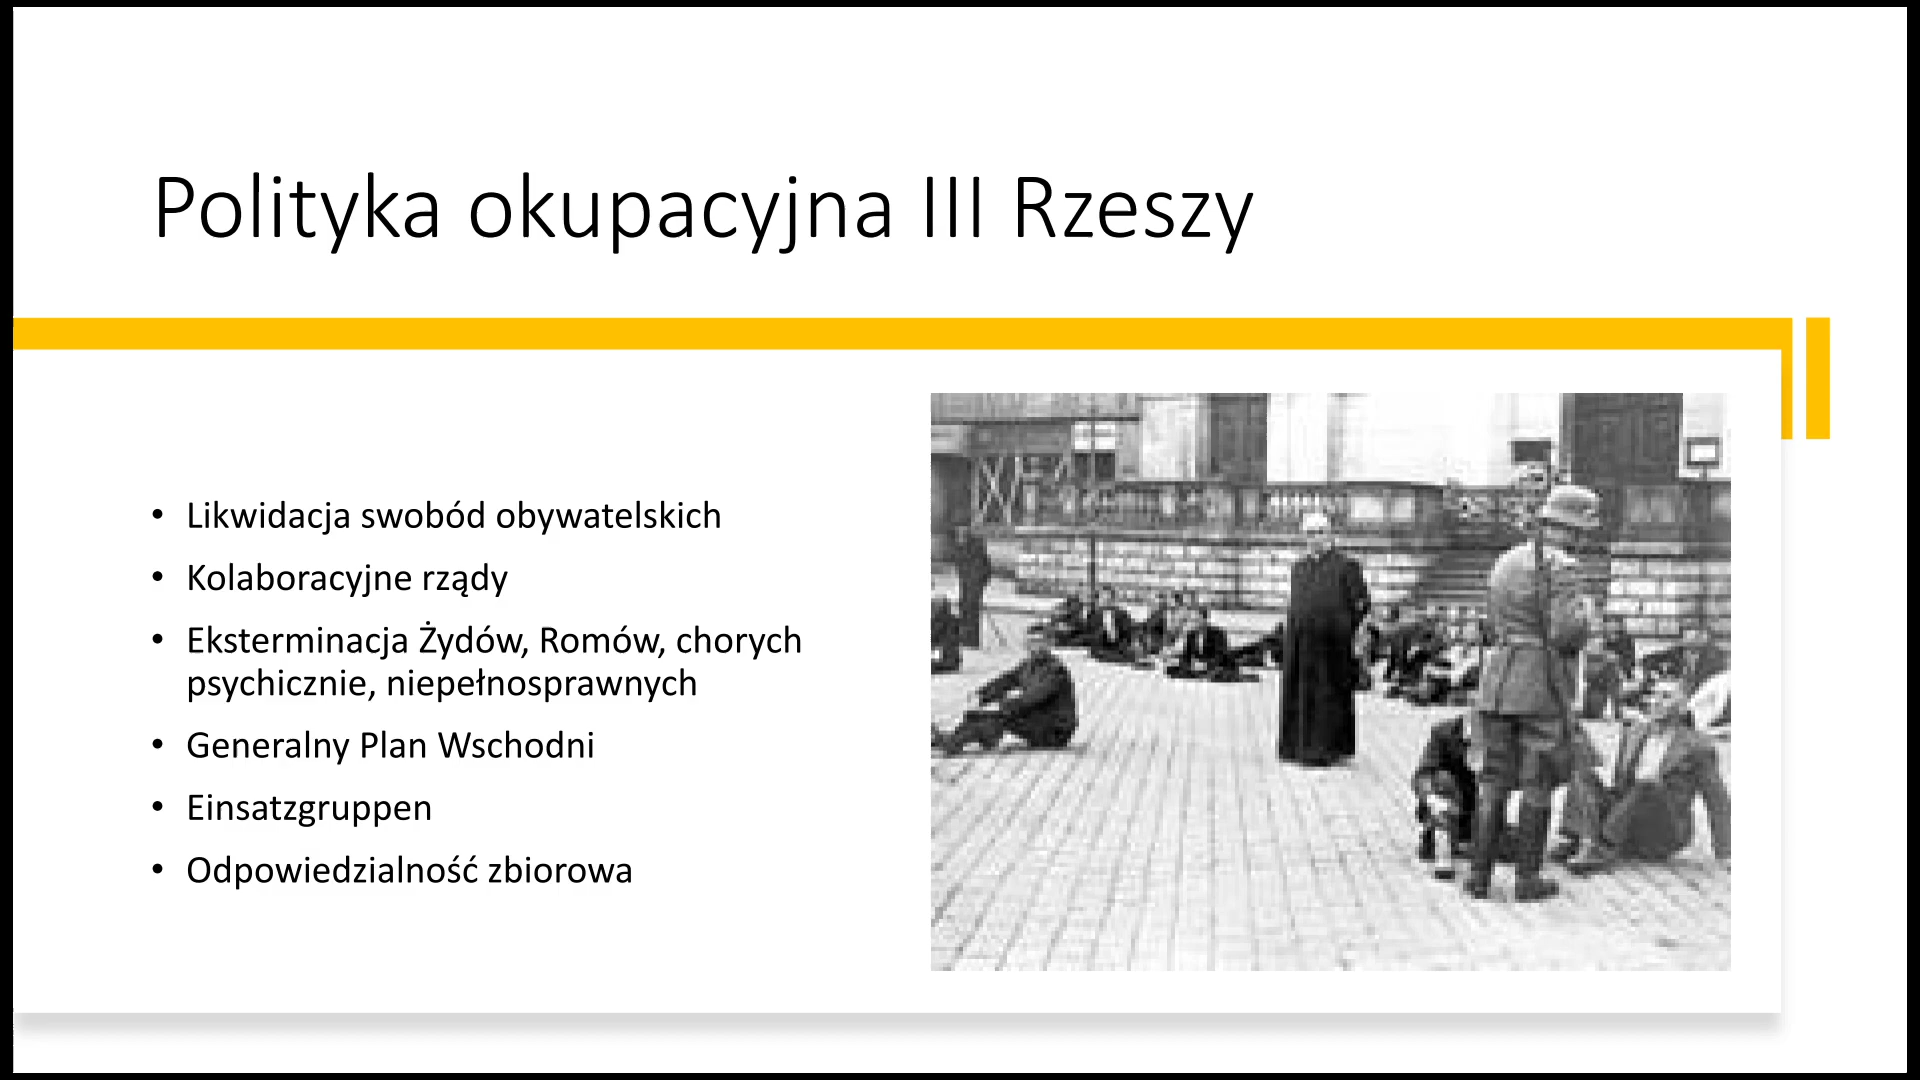 Polityka okupacyjna III Rzeszy
• Likwidacja swobód obywatelskich
• Kolaboracyjne rządy
• Eksterminacja Żydów, Romów, chorych
psychicznie, niepełnosprawnych
• Generalny Plan Wschodni
• Einsatzgruppen
• Odpowiedzialność zbiorowa